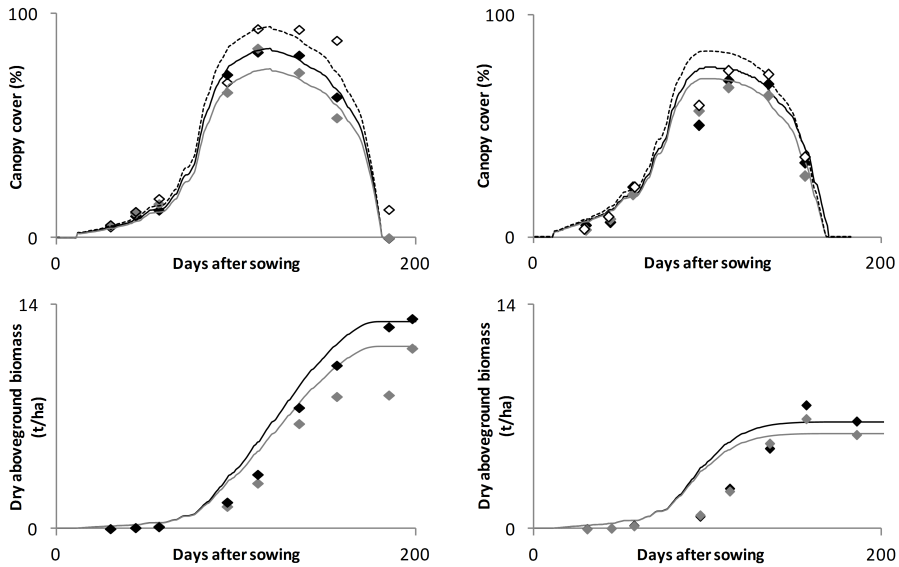 100
Canopy cover (%)
0
0
Days after sowing
200
100
Canopy cover (%)
0
0
Days after sowing
200
14
Dry aboveground biomass
(t/ha)
0
0
Days after sowing
200
14
Dry aboveground biomass
(t/ha)
0
0
Days after sowing
200